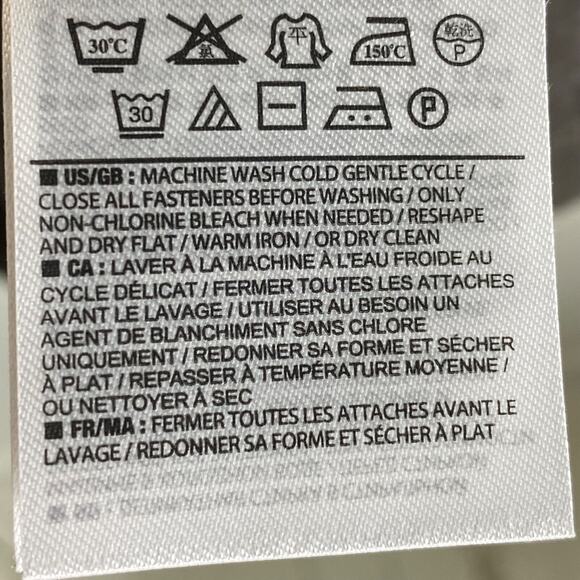 30°C 氯 平 150°C 乾洗 P
30 P
US/GB : MACHINE WASH COLD GENTLE CYCLE /
CLOSE ALL FASTENERS BEFORE WASHING / ONLY
NON-CHLORINE BLEACH WHEN NEEDED / RESHAPE
AND DRY FLAT / WARM IRON / OR DRY CLEAN
CA : LAVER À LA MACHINE À L'EAU FROIDE AU
CYCLE DÉLICAT / FERMER TOUTES LES ATTACHES
AVANT LE LAVAGE / UTILISER AU BESOIN UN
AGENT DE BLANCHIMENT SANS CHLORE
UNIQUEMENT / REDONNER SA FORME ET SÉCHER
À PLAT / REPASSER À TEMPÉRATURE MOYENNE /
OU NETTOYER À SEC
FR/MA : FERMER TOUTES LES ATTACHES AVANT LE
LAVAGE / REDONNER SA FORME ET SÉCHER À PLAT